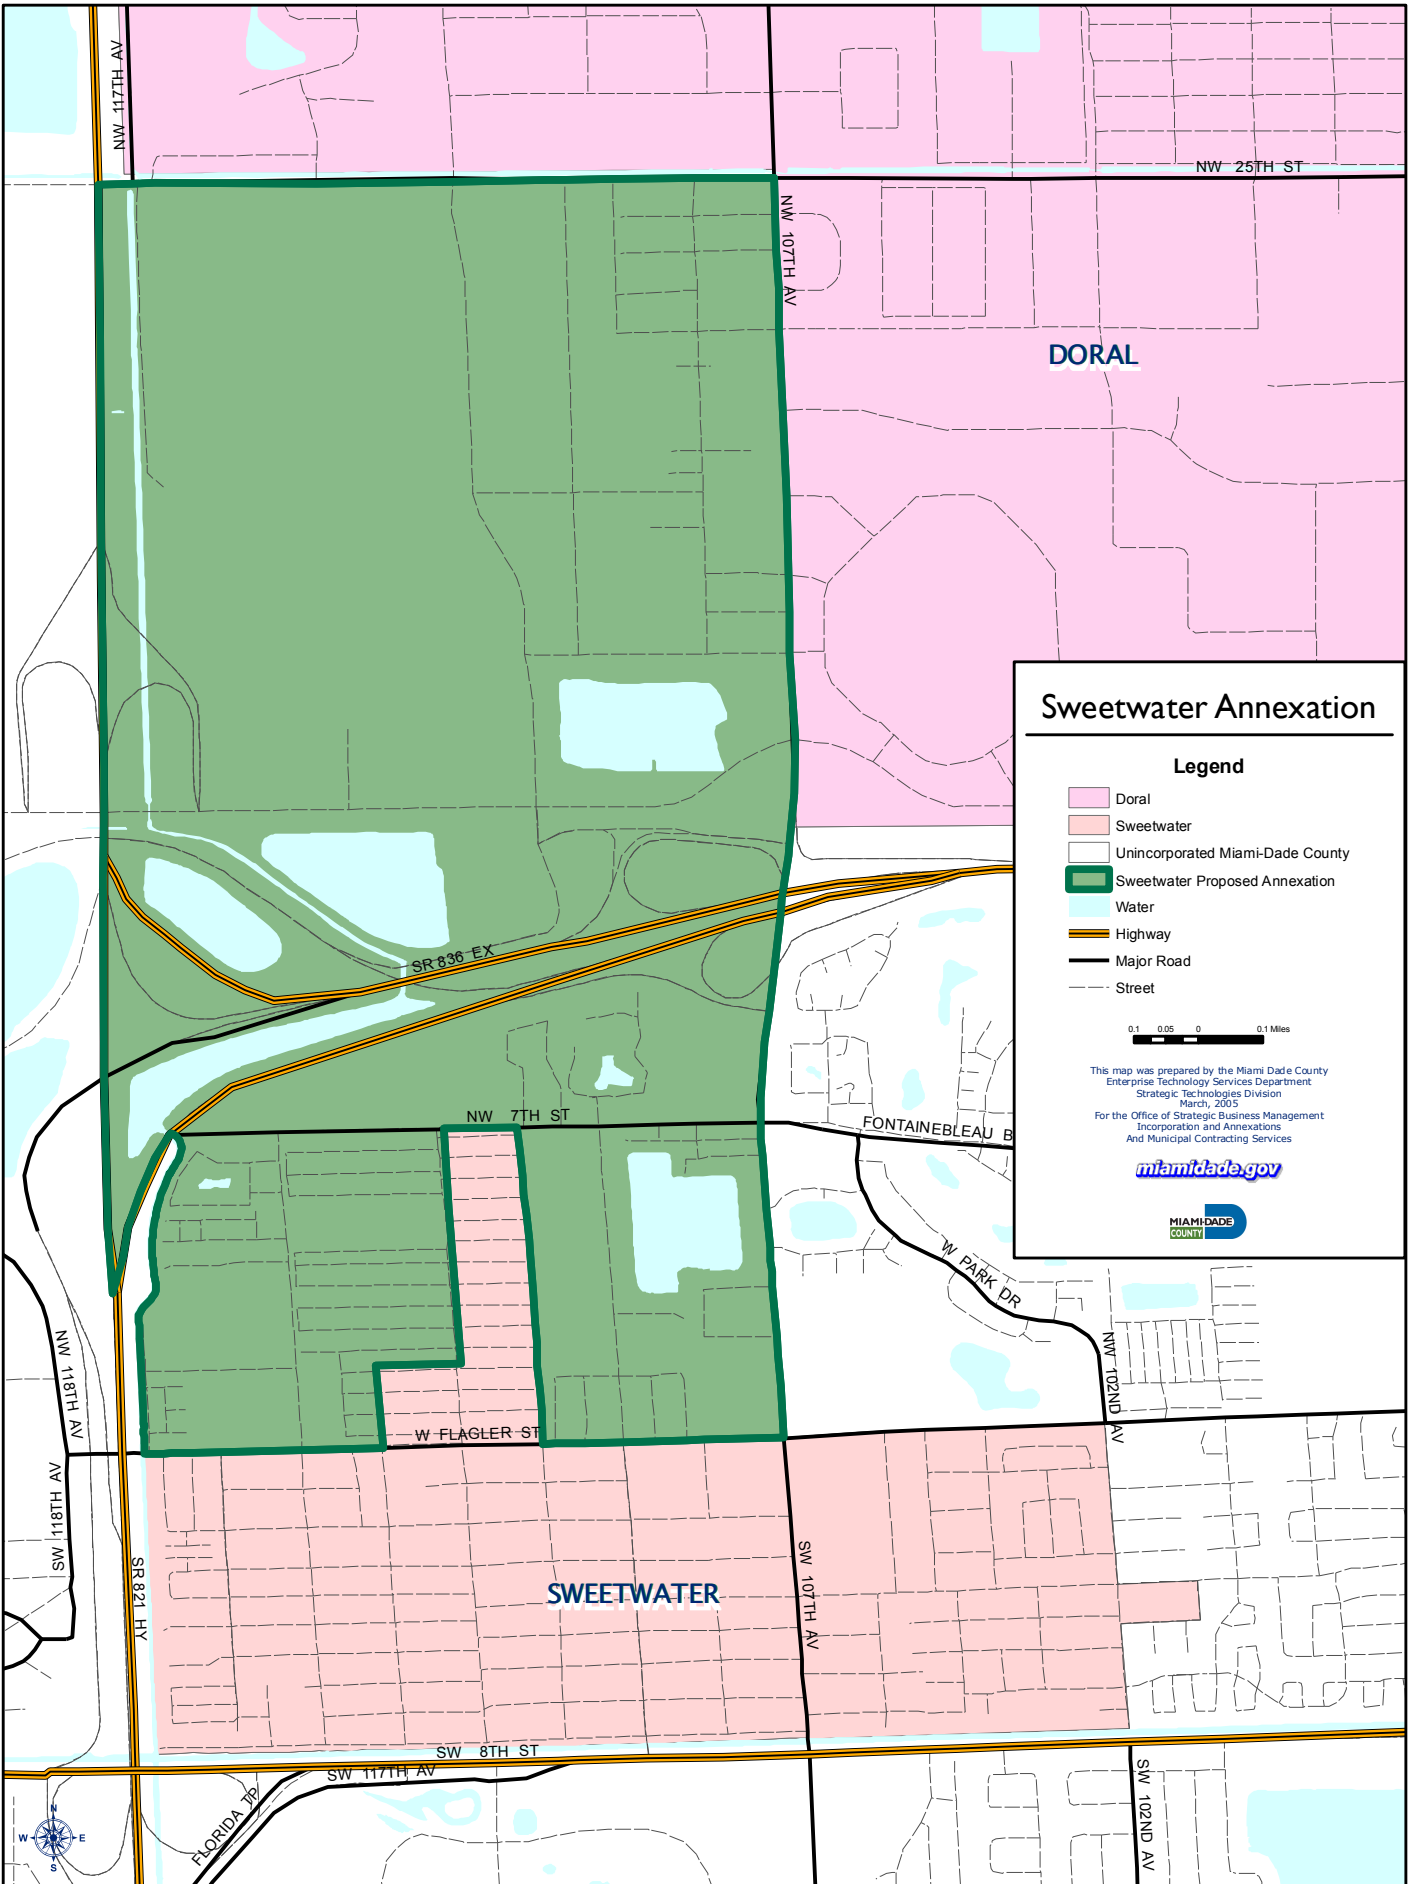 NW 117TH AV
NW 25TH ST
NW 107TH AV
DORAL
Sweetwater Annexation
Legend
Doral
Sweetwater
Unincorporated Miami-Dade County
Sweetwater Proposed Annexation
Water
Highway
Major Road
Street
0.1 0.05 0 0.1 Miles
This map was prepared by the Miami Dade County
Enterprise Technology Services Department
Strategic Technologies Division
March, 2005
For the Office of Strategic Business Management
Incorporation and Annexations
And Municipal Contracting Services
miamidade.gov
MIAMI-DADE
COUNTY
SR 836 EX
NW 7TH ST
FONTAINEBLEAU B
W PARK DR
NW 102ND AV
NW 118TH AV
W FLAGLER ST
SW 118TH AV
SR 821 HY
SWEETWATER
SW 107TH AV
SW 8TH ST
SW 117TH AV
FLORIDA TP
SW 102ND AV
N
W E
S